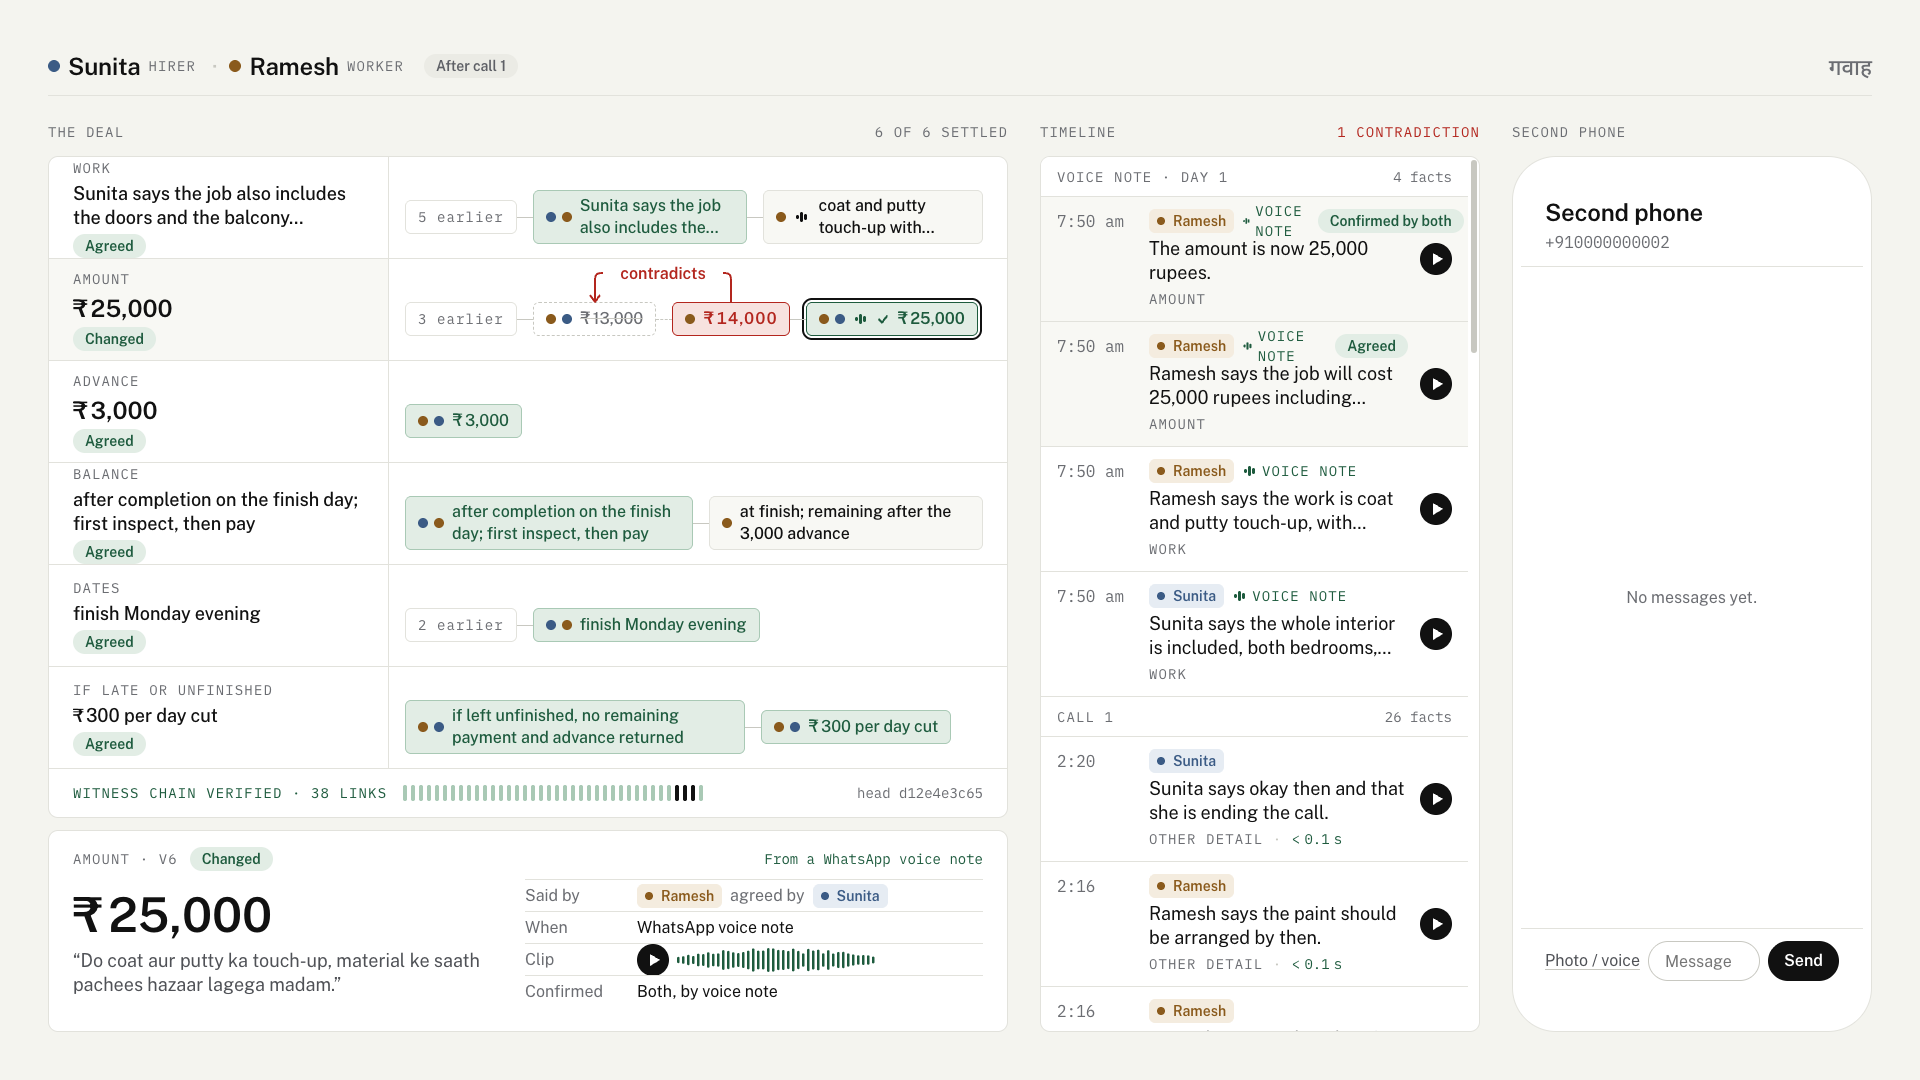 Sunita HIRER · Ramesh WORKER After call 1
गवाह
THE DEAL 6 OF 6 SETTLED
WORK
Sunita says the job also includes
the doors and the balcony...
Agreed
5 earlier
Sunita says the job
also includes the...
coat and putty
touch-up with...
AMOUNT
₹25,000
Changed
contradicts
3 earlier
₹13,000
₹14,000
₹25,000
ADVANCE
₹3,000
Agreed
₹3,000
BALANCE
after completion on the finish day;
first inspect, then pay
Agreed
after completion on the finish
day; first inspect, then pay
at finish; remaining after the
3,000 advance
DATES
finish Monday evening
Agreed
2 earlier
finish Monday evening
IF LATE OR UNFINISHED
₹300 per day cut
Agreed
if left unfinished, no remaining
payment and advance returned
₹300 per day cut
WITNESS CHAIN VERIFIED · 38 LINKS
head d12e4e3c65
AMOUNT · V6 Changed
From a WhatsApp voice note
₹25,000
“Do coat aur putty ka touch-up, material ke saath
pachees hazaar lagega madam.”
Said by Ramesh agreed by Sunita
When WhatsApp voice note
Clip
Confirmed Both, by voice note
TIMELINE 1 CONTRADICTION
VOICE NOTE · DAY 1 4 facts
7:50 am Ramesh VOICE NOTE Confirmed by both
The amount is now 25,000
rupees.
AMOUNT
7:50 am Ramesh VOICE NOTE Agreed
Ramesh says the job will cost
25,000 rupees including...
AMOUNT
7:50 am Ramesh VOICE NOTE
Ramesh says the work is coat
and putty touch-up, with...
WORK
7:50 am Sunita VOICE NOTE
Sunita says the whole interior
is included, both bedrooms,...
WORK
CALL 1 26 facts
2:20 Sunita
Sunita says okay then and that
she is ending the call.
OTHER DETAIL · <0.1s
2:16 Ramesh
Ramesh says the paint should
be arranged by then.
OTHER DETAIL · <0.1s
2:16 Ramesh
SECOND PHONE
Second phone
+910000000002
No messages yet.
Photo / voice Message Send